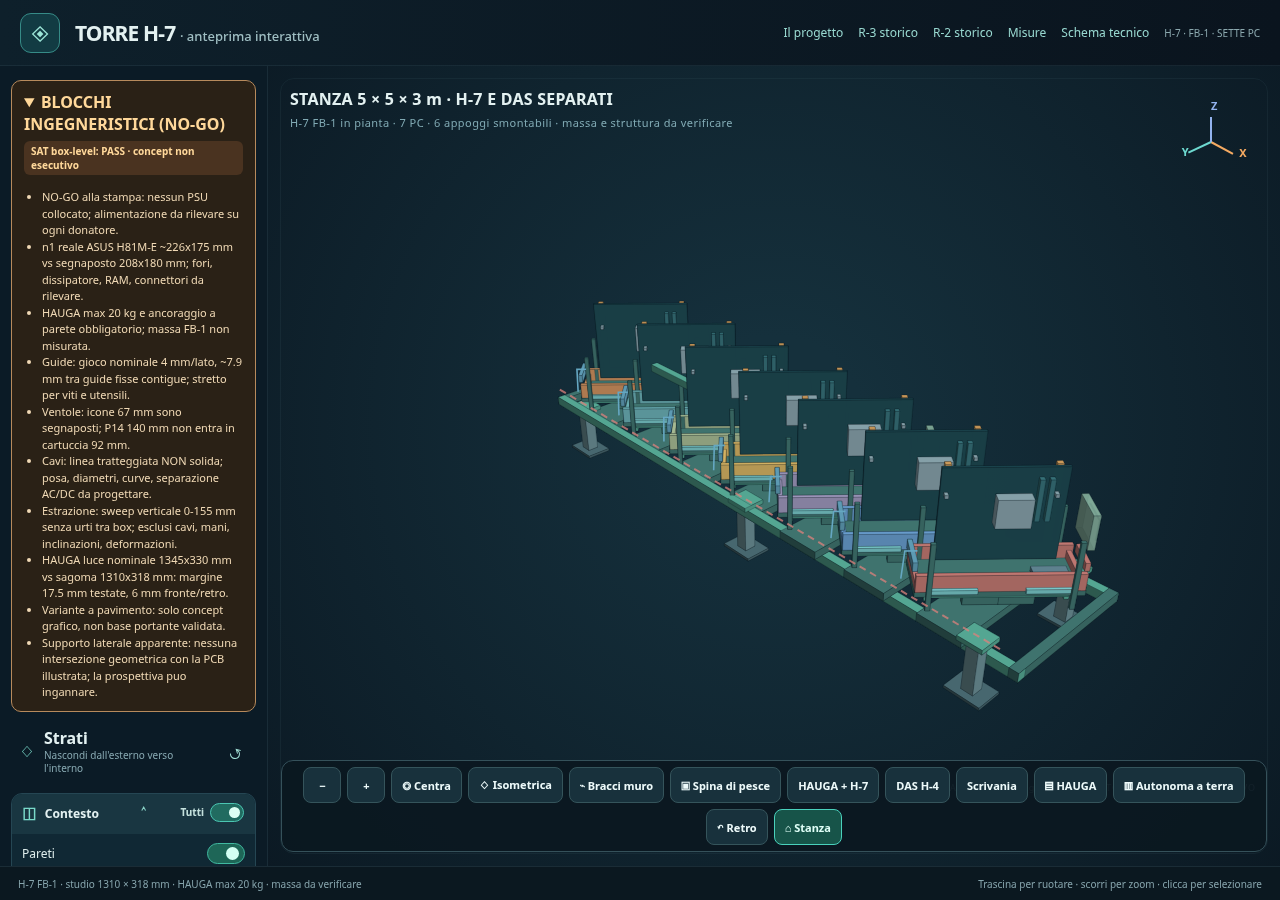 TORRE H-7 · anteprima interattiva
Il progetto R-3 storico R-2 storico Misure Schema tecnico H-7 · FB-1 · SETTE PC
▼ BLOCCHI
INGEGNERISTICI (NO-GO)
SAT box-level: PASS · concept non
esecutivo
• NO-GO alla stampa: nessun PSU
collocato; alimentazione da rilevare su
ogni donatore.
• n1 reale ASUS H81M-E ~226x175 mm
vs segnaposto 208x180 mm; fori,
dissipatore, RAM, connettori da
rilevare.
• HAUGA max 20 kg e ancoraggio a
parete obbligatorio; massa FB-1 non
misurata.
• Guide: gioco nominale 4 mm/lato, ~7.9
mm tra guide fisse contigue; stretto
per viti e utensili.
• Ventole: icone 67 mm sono
segnaposti; P14 140 mm non entra in
cartuccia 92 mm.
• Cavi: linea tratteggiata NON solida;
posa, diametri, curve, separazione
AC/DC da progettare.
• Estrazione: sweep verticale 0-155 mm
senza urti tra box; esclusi cavi, mani,
inclinazioni, deformazioni.
• HAUGA luce nominale 1345x330 mm
vs sagoma 1310x318 mm: margine
17.5 mm testate, 6 mm fronte/retro.
• Variante a pavimento: solo concept
grafico, non base portante validata.
• Supporto laterale apparente: nessuna
intersezione geometrica con la PCB
illustrata; la prospettiva puo
ingannare.
Strati
Nascondi dall'esterno verso
l'interno
Contesto Tutti
Pareti
STANZA 5 × 5 × 3 m · H-7 E DAS SEPARATI
H-7 FB-1 in pianta · 7 PC · 6 appoggi smontabili · massa e struttura da verificare
Z
Y X
− + Centra Isometrica Bracci muro Spina di pesce HAUGA + H-7 DAS H-4 Scrivania HAUGA Autonoma a terra
Retro Stanza
H-7 FB-1 · studio 1310 × 318 mm · HAUGA max 20 kg · massa da verificare
Trascina per ruotare · scorri per zoom · clicca per selezionare